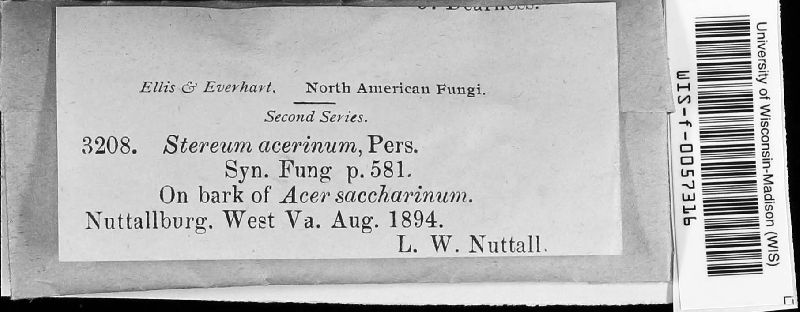 Ellis & Everhart. North American Fungi.
Second Series.
3208. Stereum acerinum, Pers.
Syn. Fung p. 581.
On bark of Acer saccharinum.
Nuttallburg. West Va. Aug. 1894.
L. W. Nuttall.
University of Wisconsin-Madison (WIS)
WIS-f-0057316